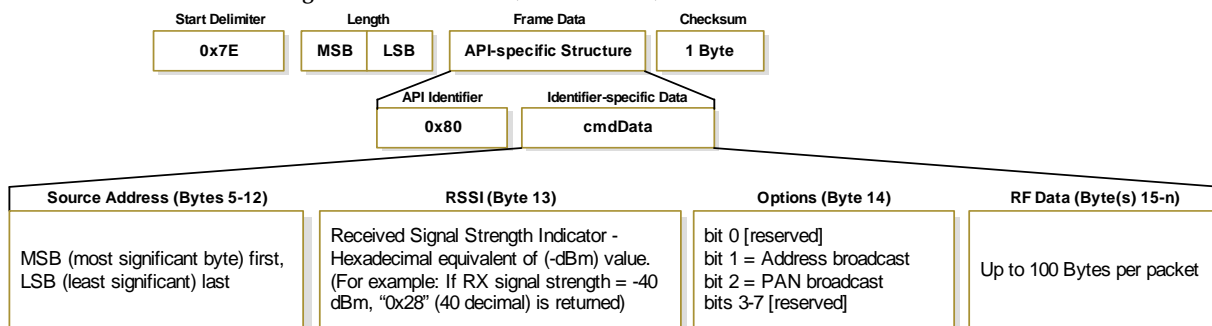 Start Delimiter Length Frame Data Checksum
0x7E MSB LSB API-specific Structure 1 Byte
API Identifier Identifier-specific Data
0x80 cmdData
Source Address (Bytes 5-12)
MSB (most significant byte) first,
LSB (least significant) last
RSSI (Byte 13)
Received Signal Strength Indicator -
Hexadecimal equivalent of (-dBm) value.
(For example: If RX signal strength = -40
dBm, “0x28” (40 decimal) is returned)
Options (Byte 14)
bit 0 [reserved]
bit 1 = Address broadcast
bit 2 = PAN broadcast
bits 3-7 [reserved]
RF Data (Byte(s) 15-n)
Up to 100 Bytes per packet